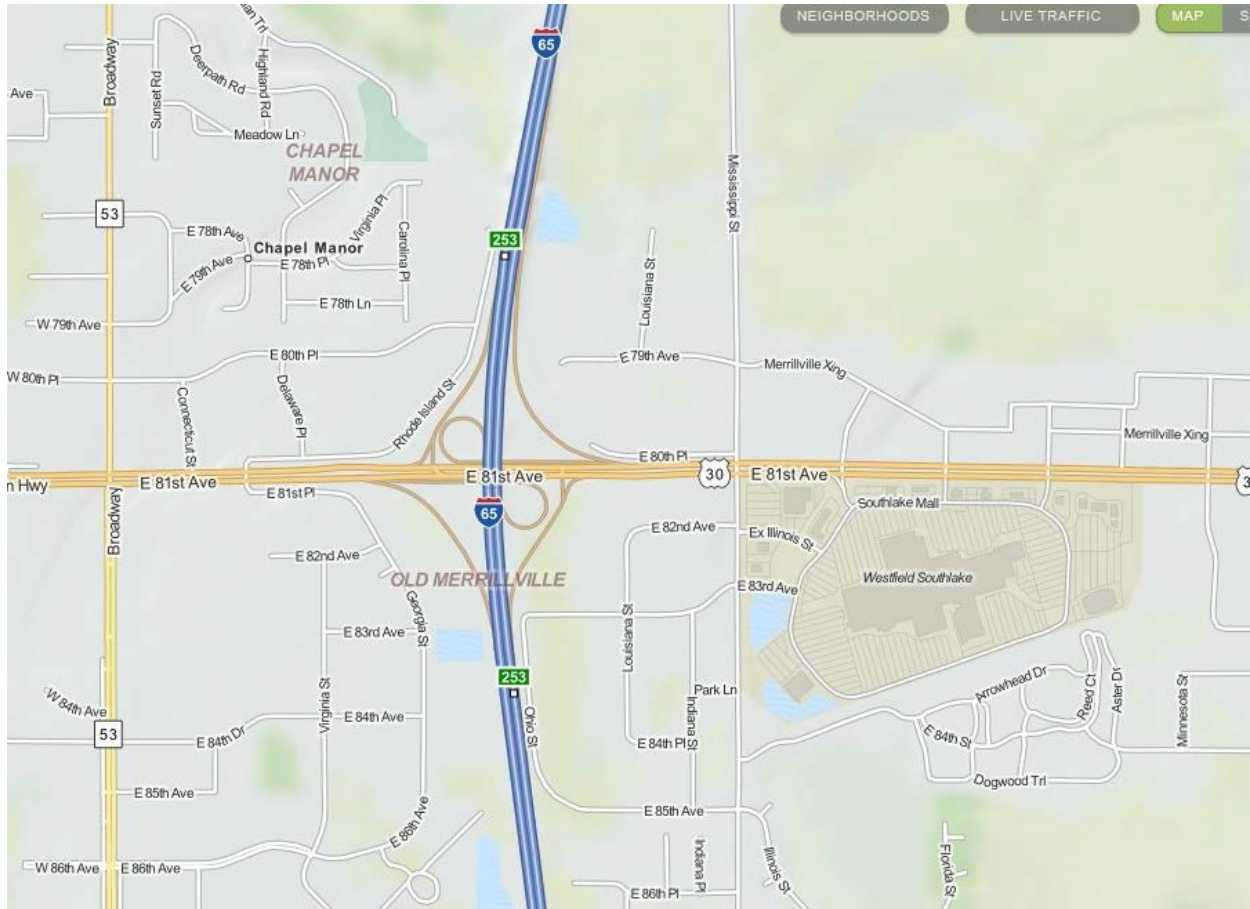 NEIGHBORHOODS
LIVE TRAFFIC
MAP
S
65
Broadway
Sunset Rd
Deerpath Rd
Highland Rd
an Trl
Ave
Meadow Ln
CHAPEL
MANOR
Mississippi St
53
E 78th Ave
Virginia Pl
Carolina Pl
253
Chapel Manor
E 79th Ave
E 78th Pl
E 78th Ln
Louisiana St
W 79th Ave
E 80th Pl
E 79th Ave
Merrillville Xing
W 80th Pl
Connecticut St
Delaware Pl
Rhode Island St
Merrillville Xing
E 80th Pl
n Hwy
E 81st Ave
E 81st Ave
30
E 81st Ave
3
E 81st Pl
65
Southlake Mall
Broadway
E 82nd Ave
Ex Illinois St
E 82nd Ave
OLD MERRILLVILLE
Westfield Southlake
E 83rd Ave
Georgia St
Louisiana St
E 83rd Ave
253
Park Ln
Arrowhead Dr
Reed Ct
Aster Dr
Minnesota St
W 84th Ave
Virginia St
E 84th Ave
Ohio St
Indiana St
53
E 84th Dr
E 84th Pl
E 84th St
Dogwood Trl
E 85th Ave
E 85th Ave
E 86th Ave
W 86th Ave
E 86th Ave
Indiana Pl
Illinois St
E 86th Pl
Florida St